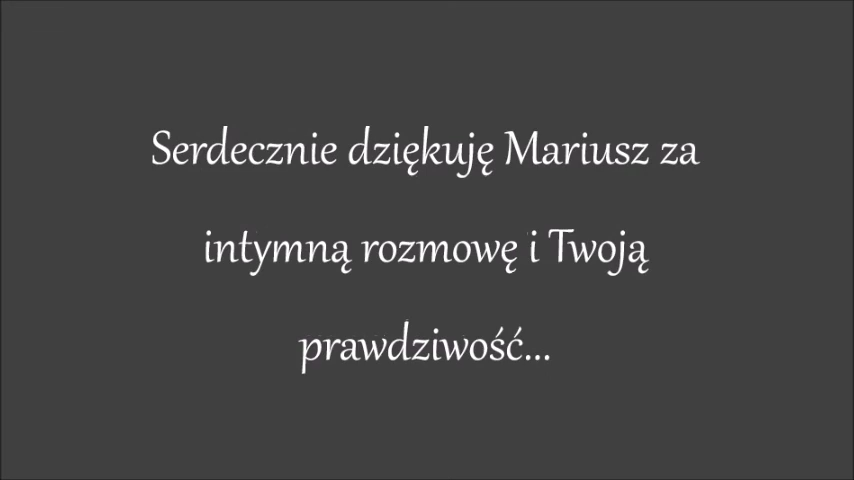 Serdecznie dziękuję Mariusz za
intymną rozmowę i Twoją
prawdziwość...